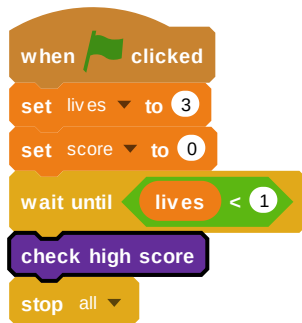 when clicked
set lives to 3
set score to 0
wait until lives < 1
check high score
stop all